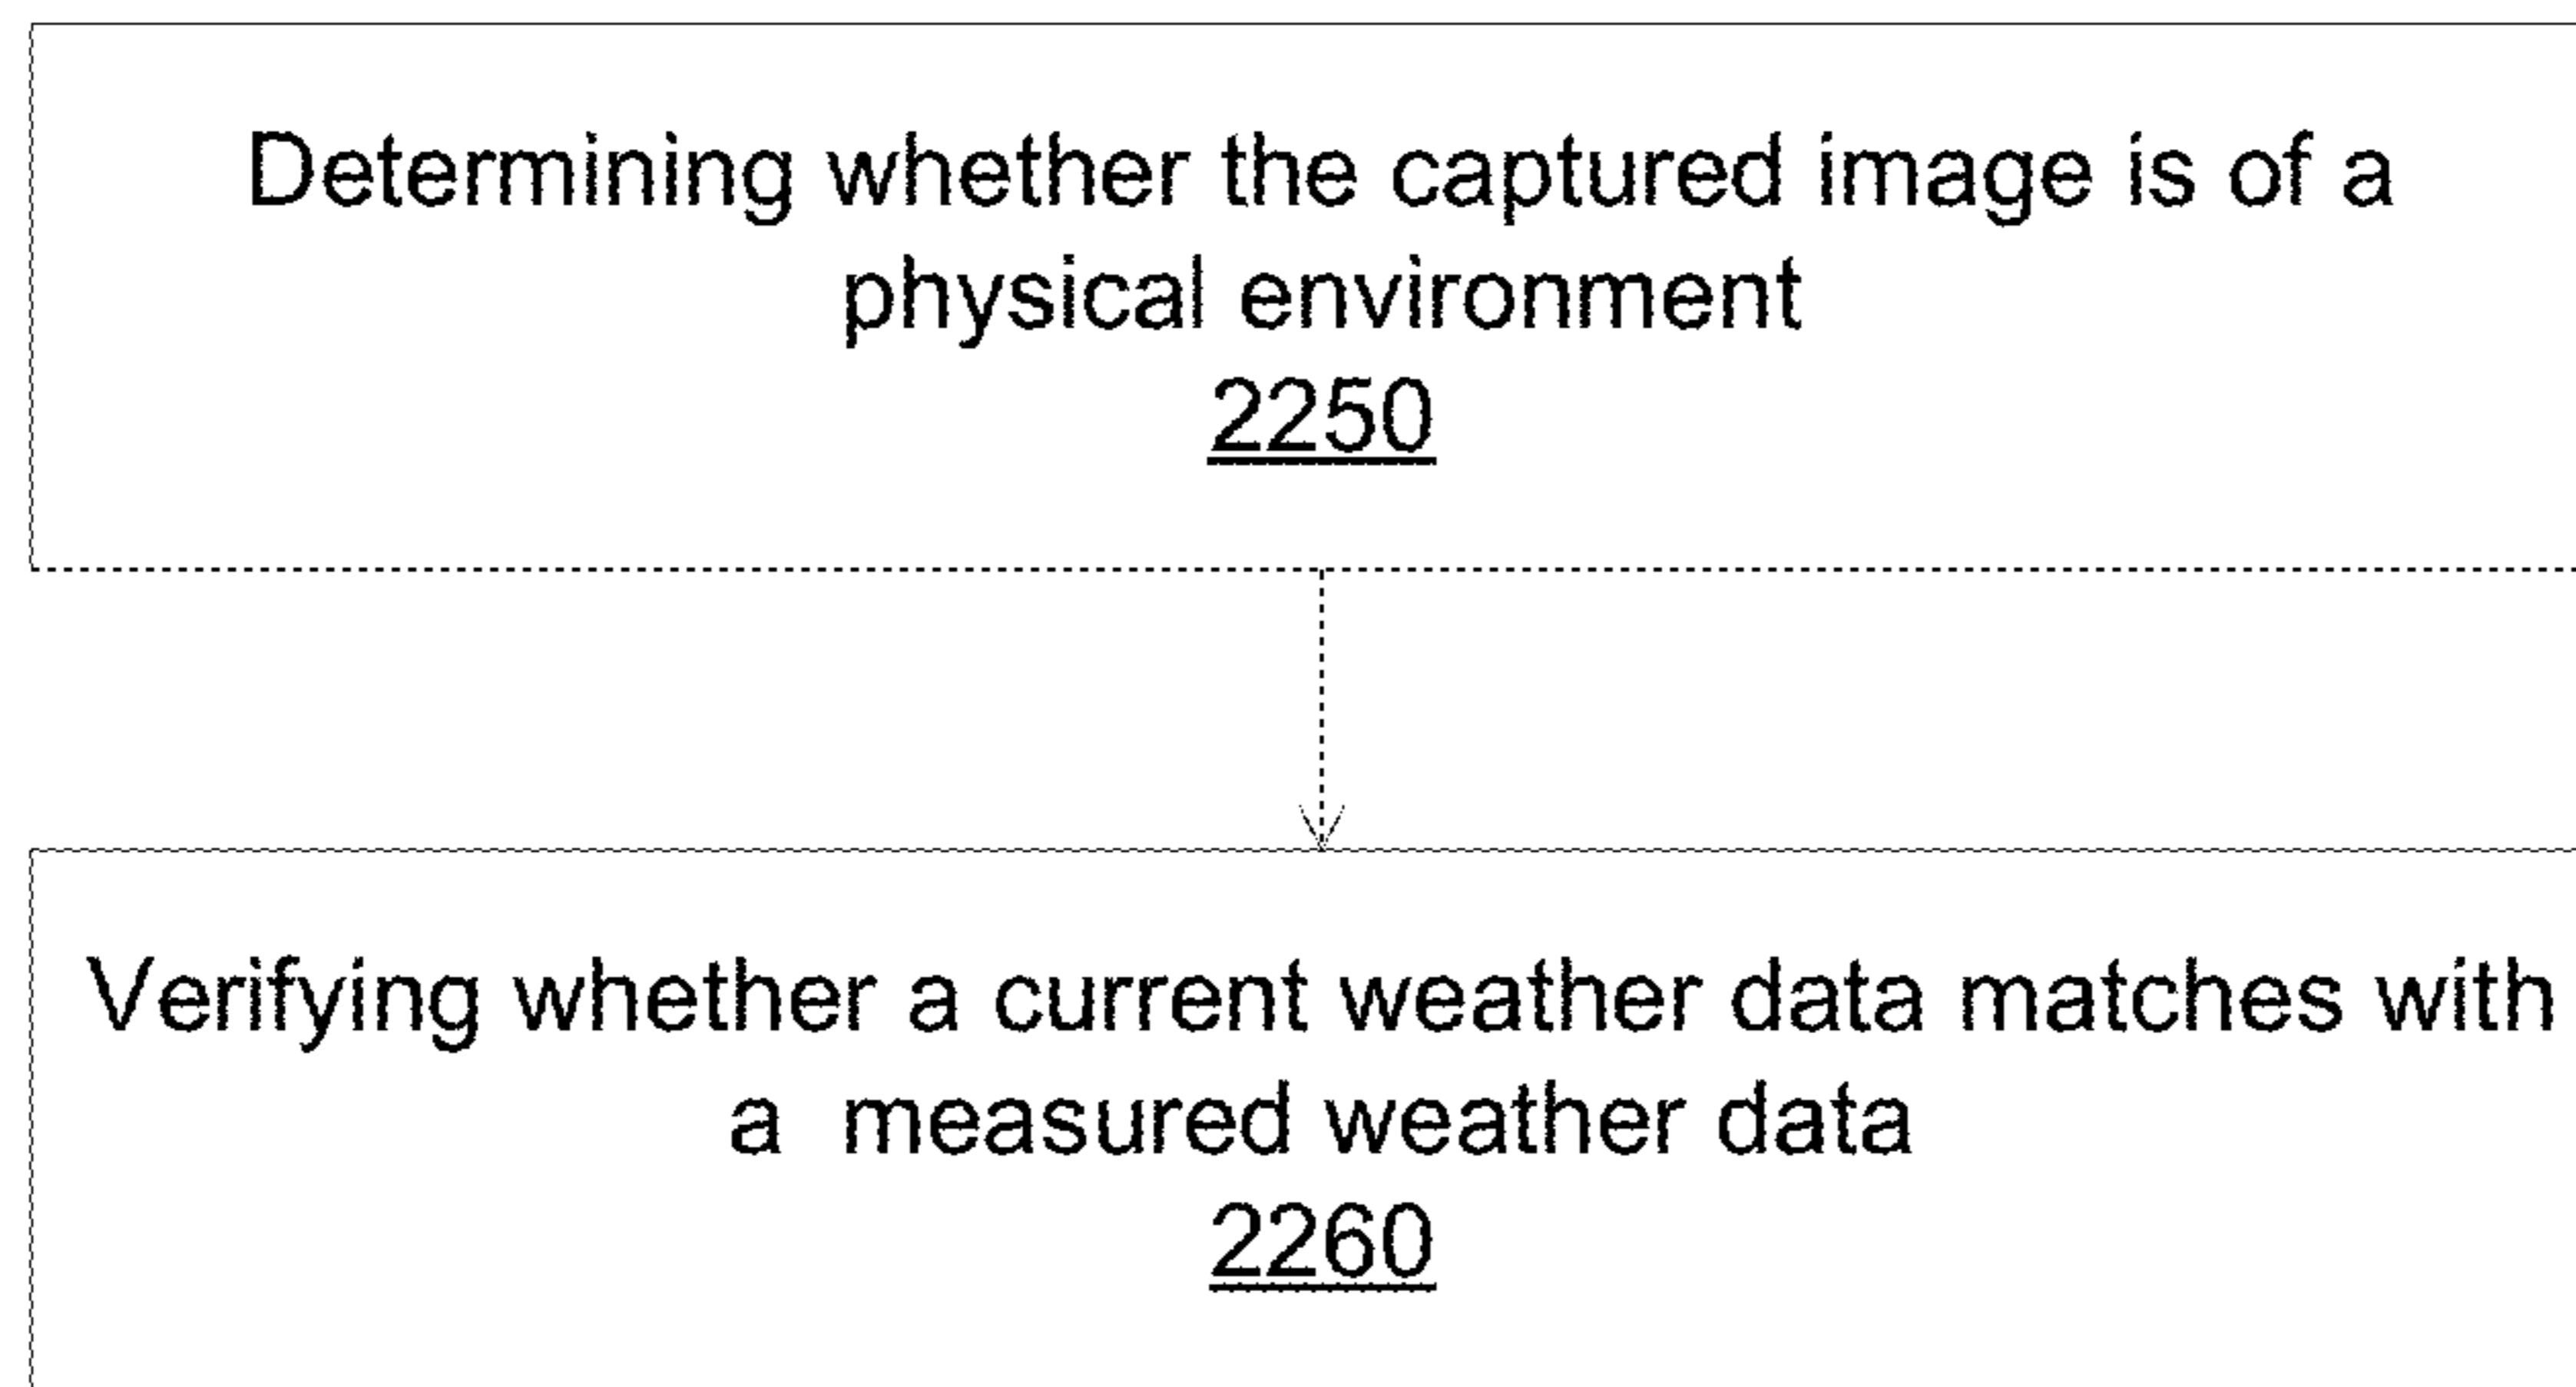 Determining whether the captured image is of a
physical environment
2250
Verifying whether a current weather data matches with
a  measured weather data
2260